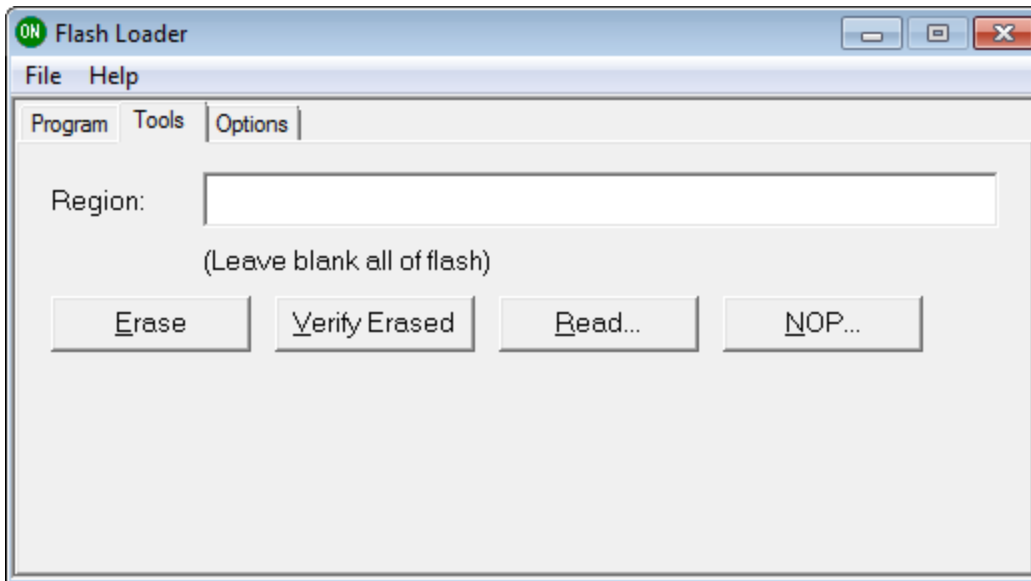 ON Flash Loader
File Help
Program Tools Options
Region:
(Leave blank all of flash)
Erase Verify Erased Read... NOP...